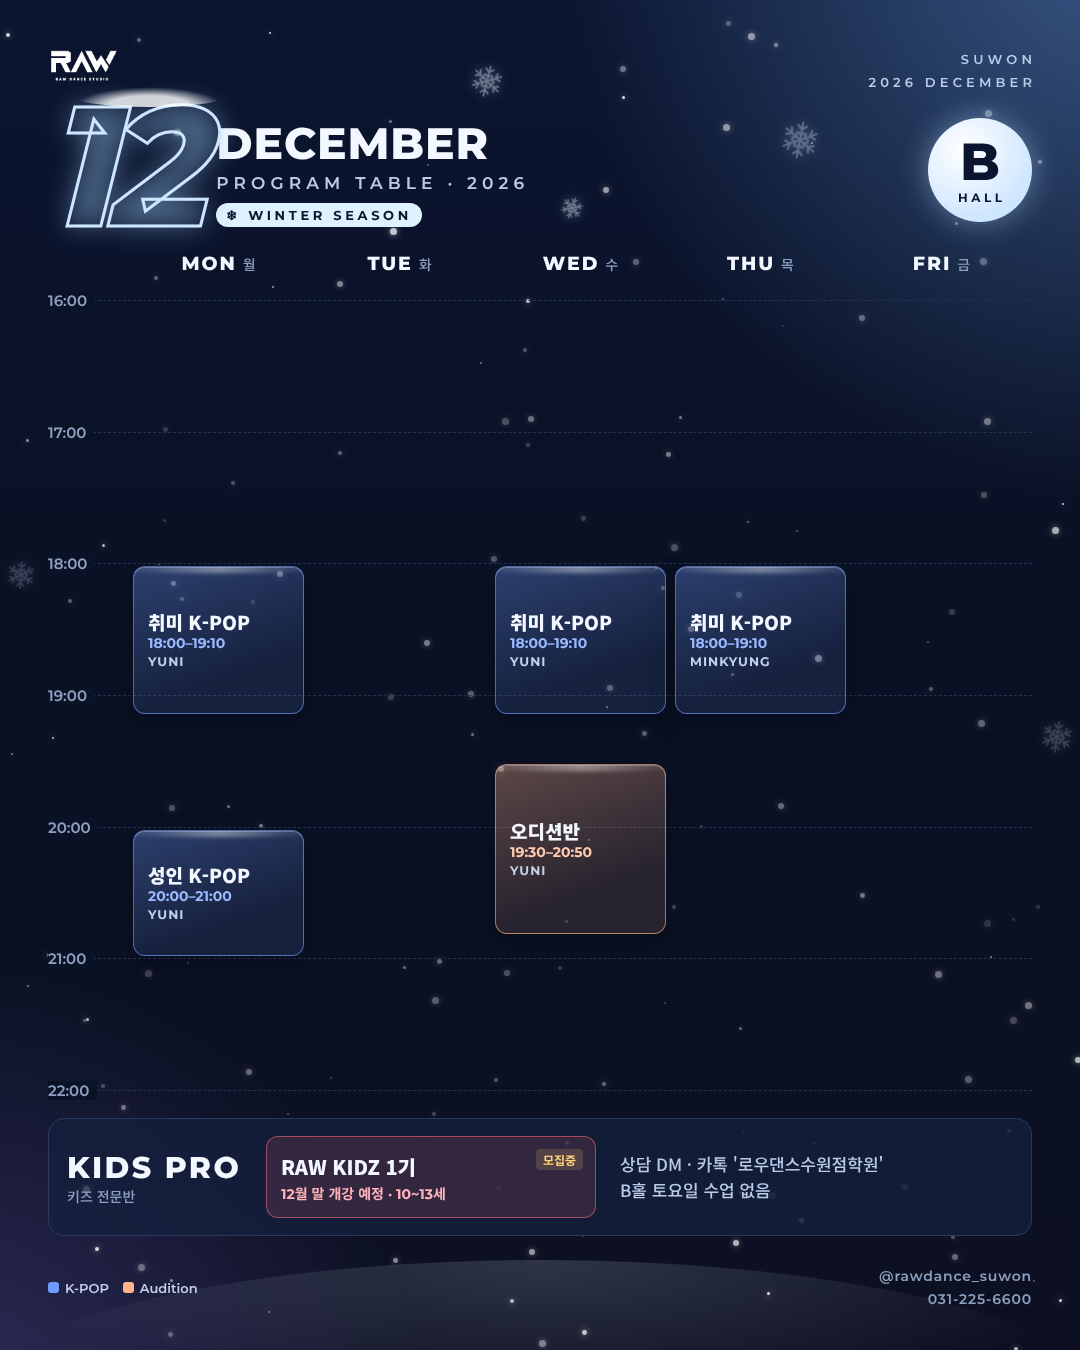 RAW
RAW DANCE STUDIO
SUWON
2026 DECEMBER
12
DECEMBER
PROGRAM TABLE · 2026
❄ WINTER SEASON
B
HALL
MON 월
TUE 화
WED 수
THU 목
FRI 금
16:00
17:00
18:00
취미 K-POP
18:00–19:10
YUNI
취미 K-POP
18:00–19:10
YUNI
취미 K-POP
18:00–19:10
MINKYUNG
19:00
오디션반
19:30–20:50
YUNI
20:00
성인 K-POP
20:00–21:00
YUNI
21:00
22:00
KIDS PRO
키즈 전문반
RAW KIDZ 1기
모집중
12월 말 개강 예정 · 10~13세
상담 DM · 카톡 '로우댄스수원점학원'
B홀 토요일 수업 없음
K-POP
Audition
@rawdance_suwon
031-225-6600